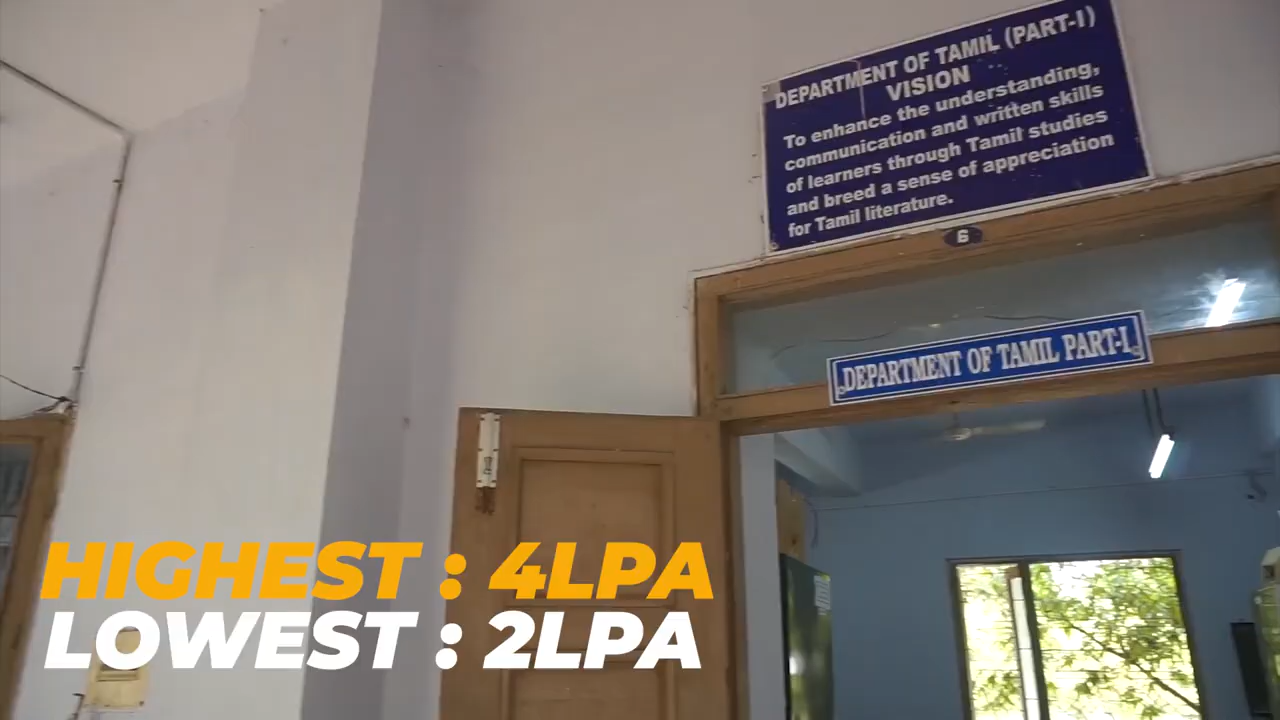 DEPARTMENT OF TAMIL (PART-I)
VISION
To enhance the understanding,
communication and written skills
of learners through Tamil studies
and breed a sense of appreciation
for Tamil literature.
6
DEPARTMENT OF TAMIL PART-I
HIGHEST : 4LPA
LOWEST : 2LPA